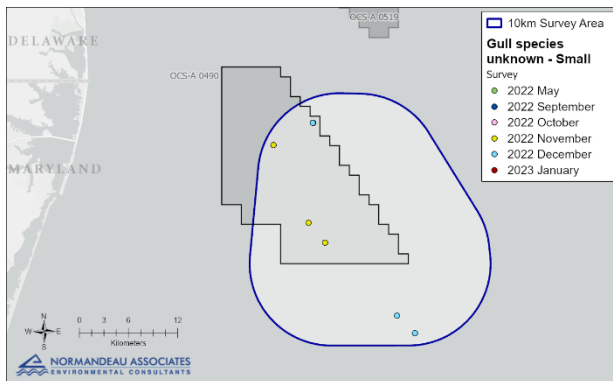 OCS-A 0519
DELAWARE
OCS-A 0490
MARYLAND
10km Survey Area
Gull species
unknown - Small
Survey
2022 May
2022 September
2022 October
2022 November
2022 December
2023 January
N
W E
S
0 3 6 12
Kilometers
NORMANDEAU ASSOCIATES
ENVIRONMENTAL CONSULTANTS